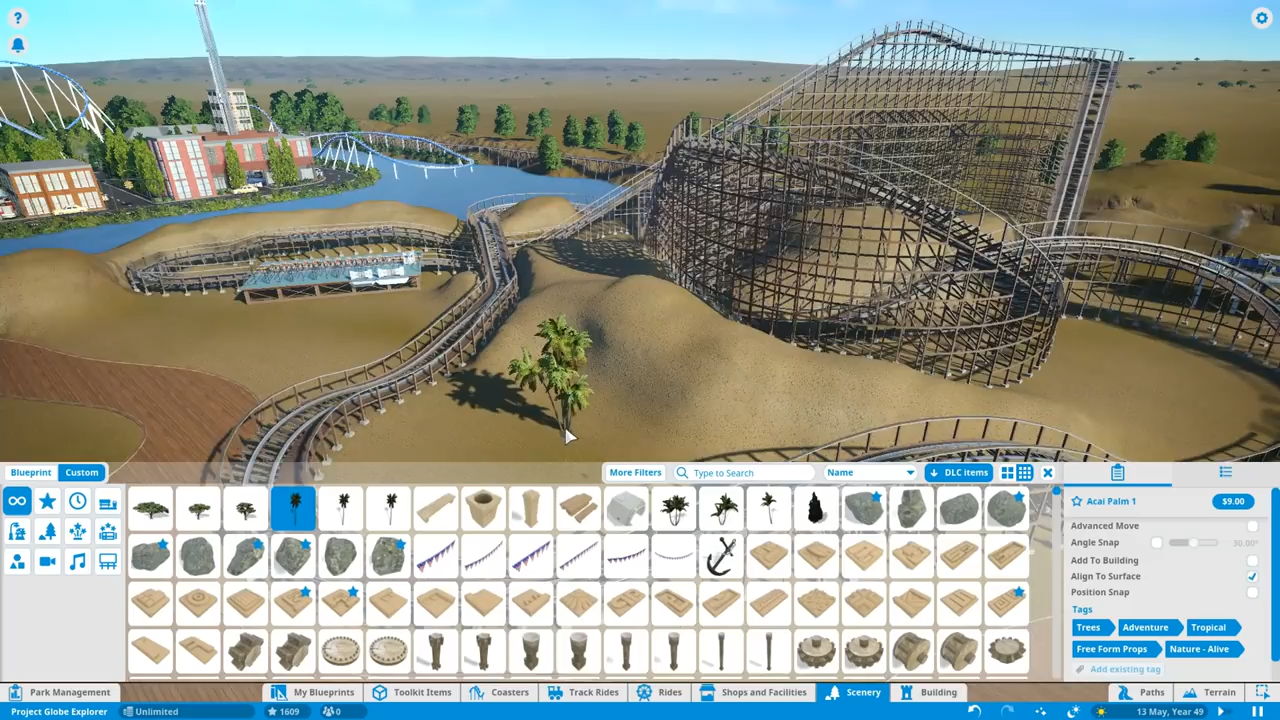 ?
Blueprint Custom
More Filters Type to Search Name DLC items
Acai Palm 1 $9.00
Advanced Move
Angle Snap 30.00°
Add To Building
Align To Surface
Position Snap
Tags
Trees Adventure Tropical
Free Form Props Nature - Alive
Add existing tag
Park Management My Blueprints Toolkit Items Coasters Track Rides Rides Shops and Facilities Scenery Building Paths Terrain
Project Globe Explorer Unlimited 1609 0 13 May, Year 49